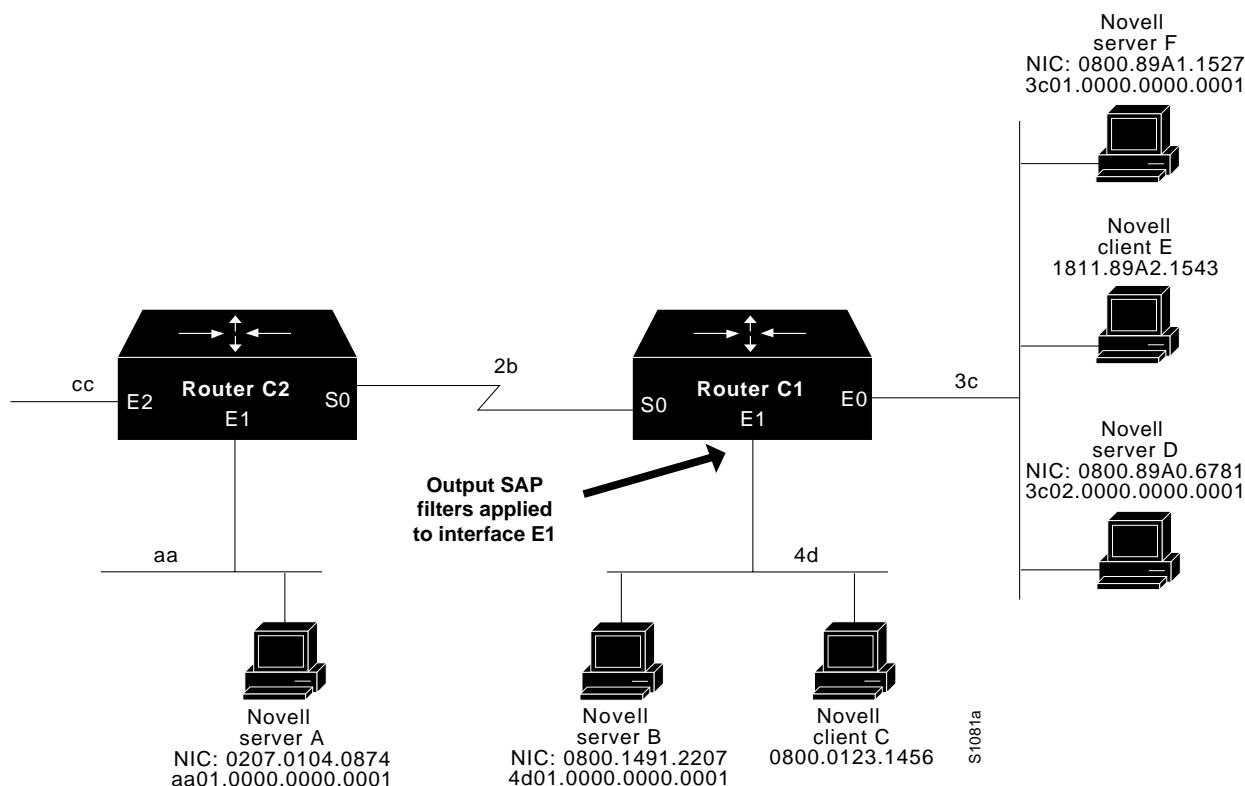 Novell
server F
NIC: 0800.89A1.1527
3c01.0000.0000.0001
Novell
client E
1811.89A2.1543
2b
3c
cc
E2
Router C2
S0
E1
S0
Router C1
E0
E1
Novell
server D
NIC: 0800.89A0.6781
3c02.0000.0000.0001
Output SAP
filters applied
to interface E1
aa
4d
Novell
server A
NIC: 0207.0104.0874
aa01.0000.0000.0001
Novell
server B
NIC: 0800.1491.2207
4d01.0000.0000.0001
Novell
client C
0800.0123.1456
S1081a